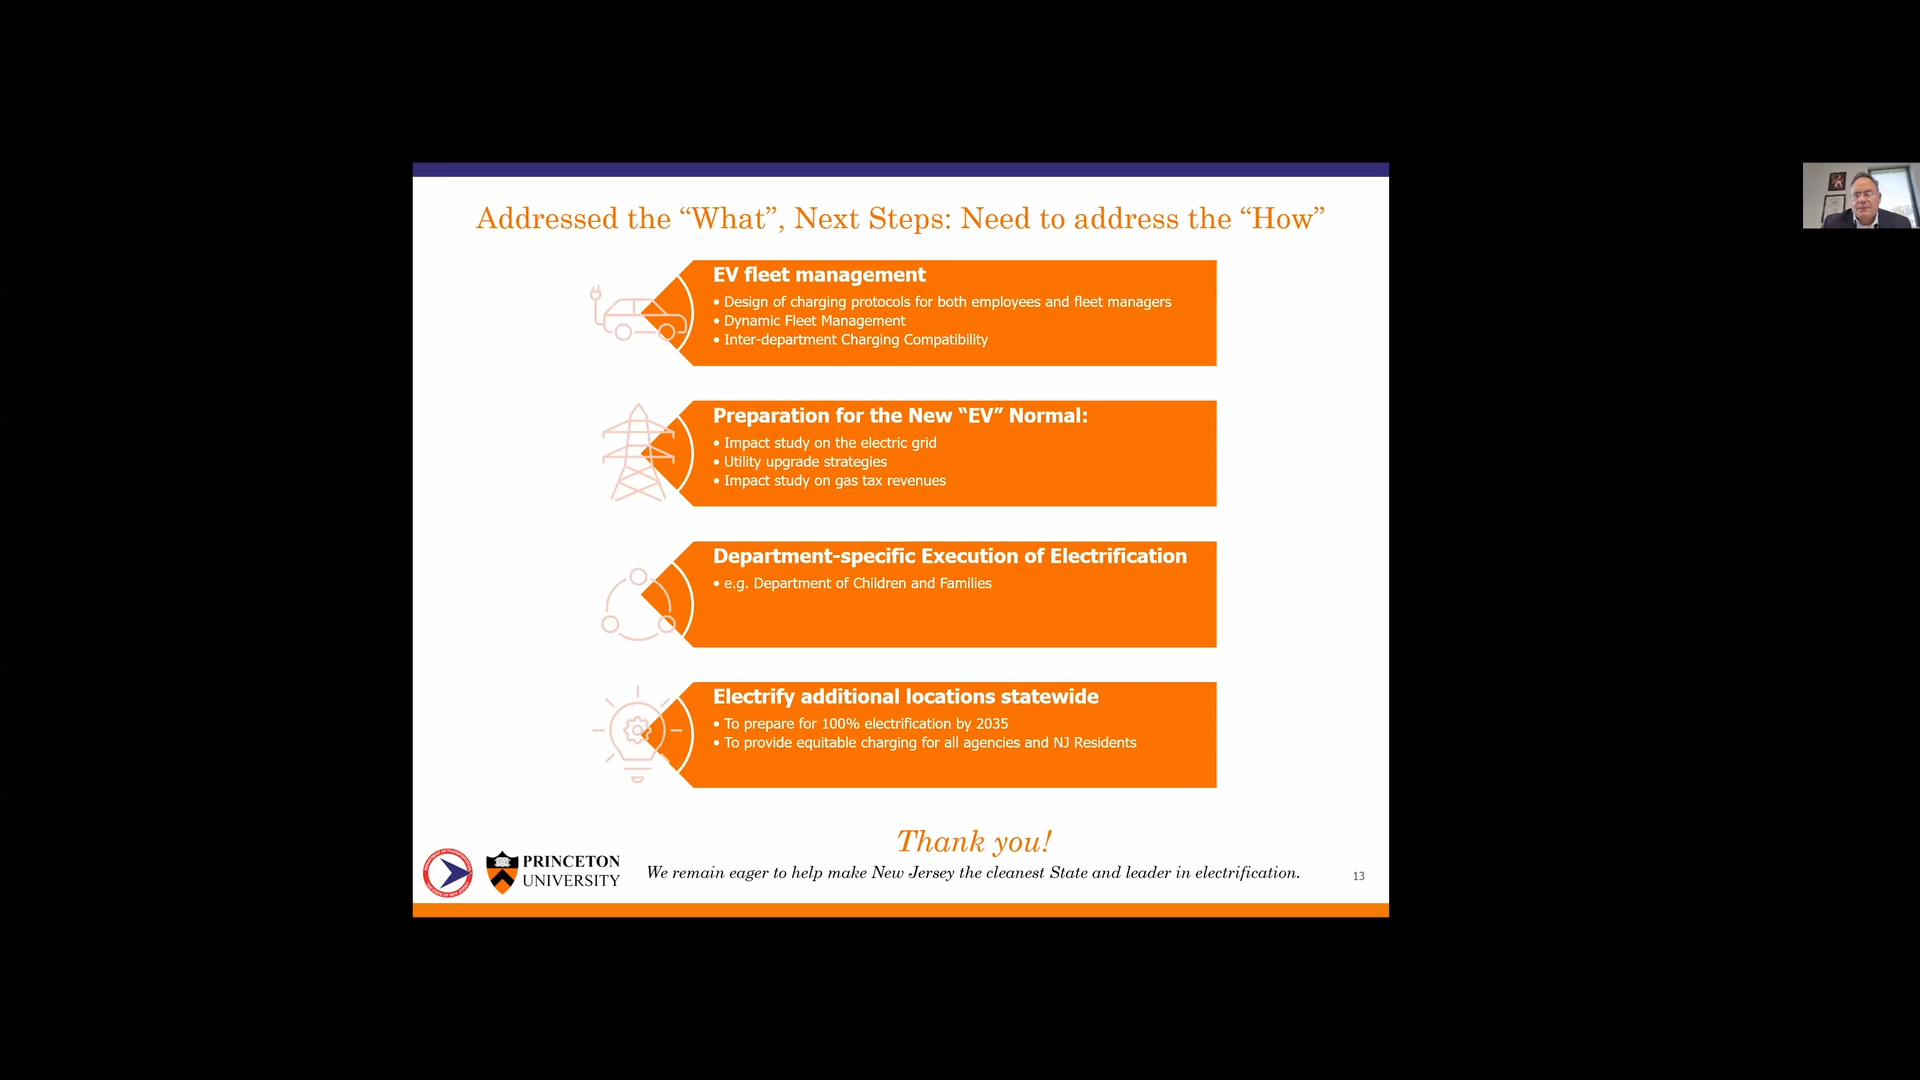 Addressed the “What”, Next Steps: Need to address the “How”
EV fleet management
• Design of charging protocols for both employees and fleet managers
• Dynamic Fleet Management
• Inter-department Charging Compatibility
Preparation for the New “EV” Normal:
• Impact study on the electric grid
• Utility upgrade strategies
• Impact study on gas tax revenues
Department-specific Execution of Electrification
• e.g. Department of Children and Families
Electrify additional locations statewide
• To prepare for 100% electrification by 2035
• To provide equitable charging for all agencies and NJ Residents
Thank you!
PRINCETON
UNIVERSITY
We remain eager to help make New Jersey the cleanest State and leader in electrification.
13